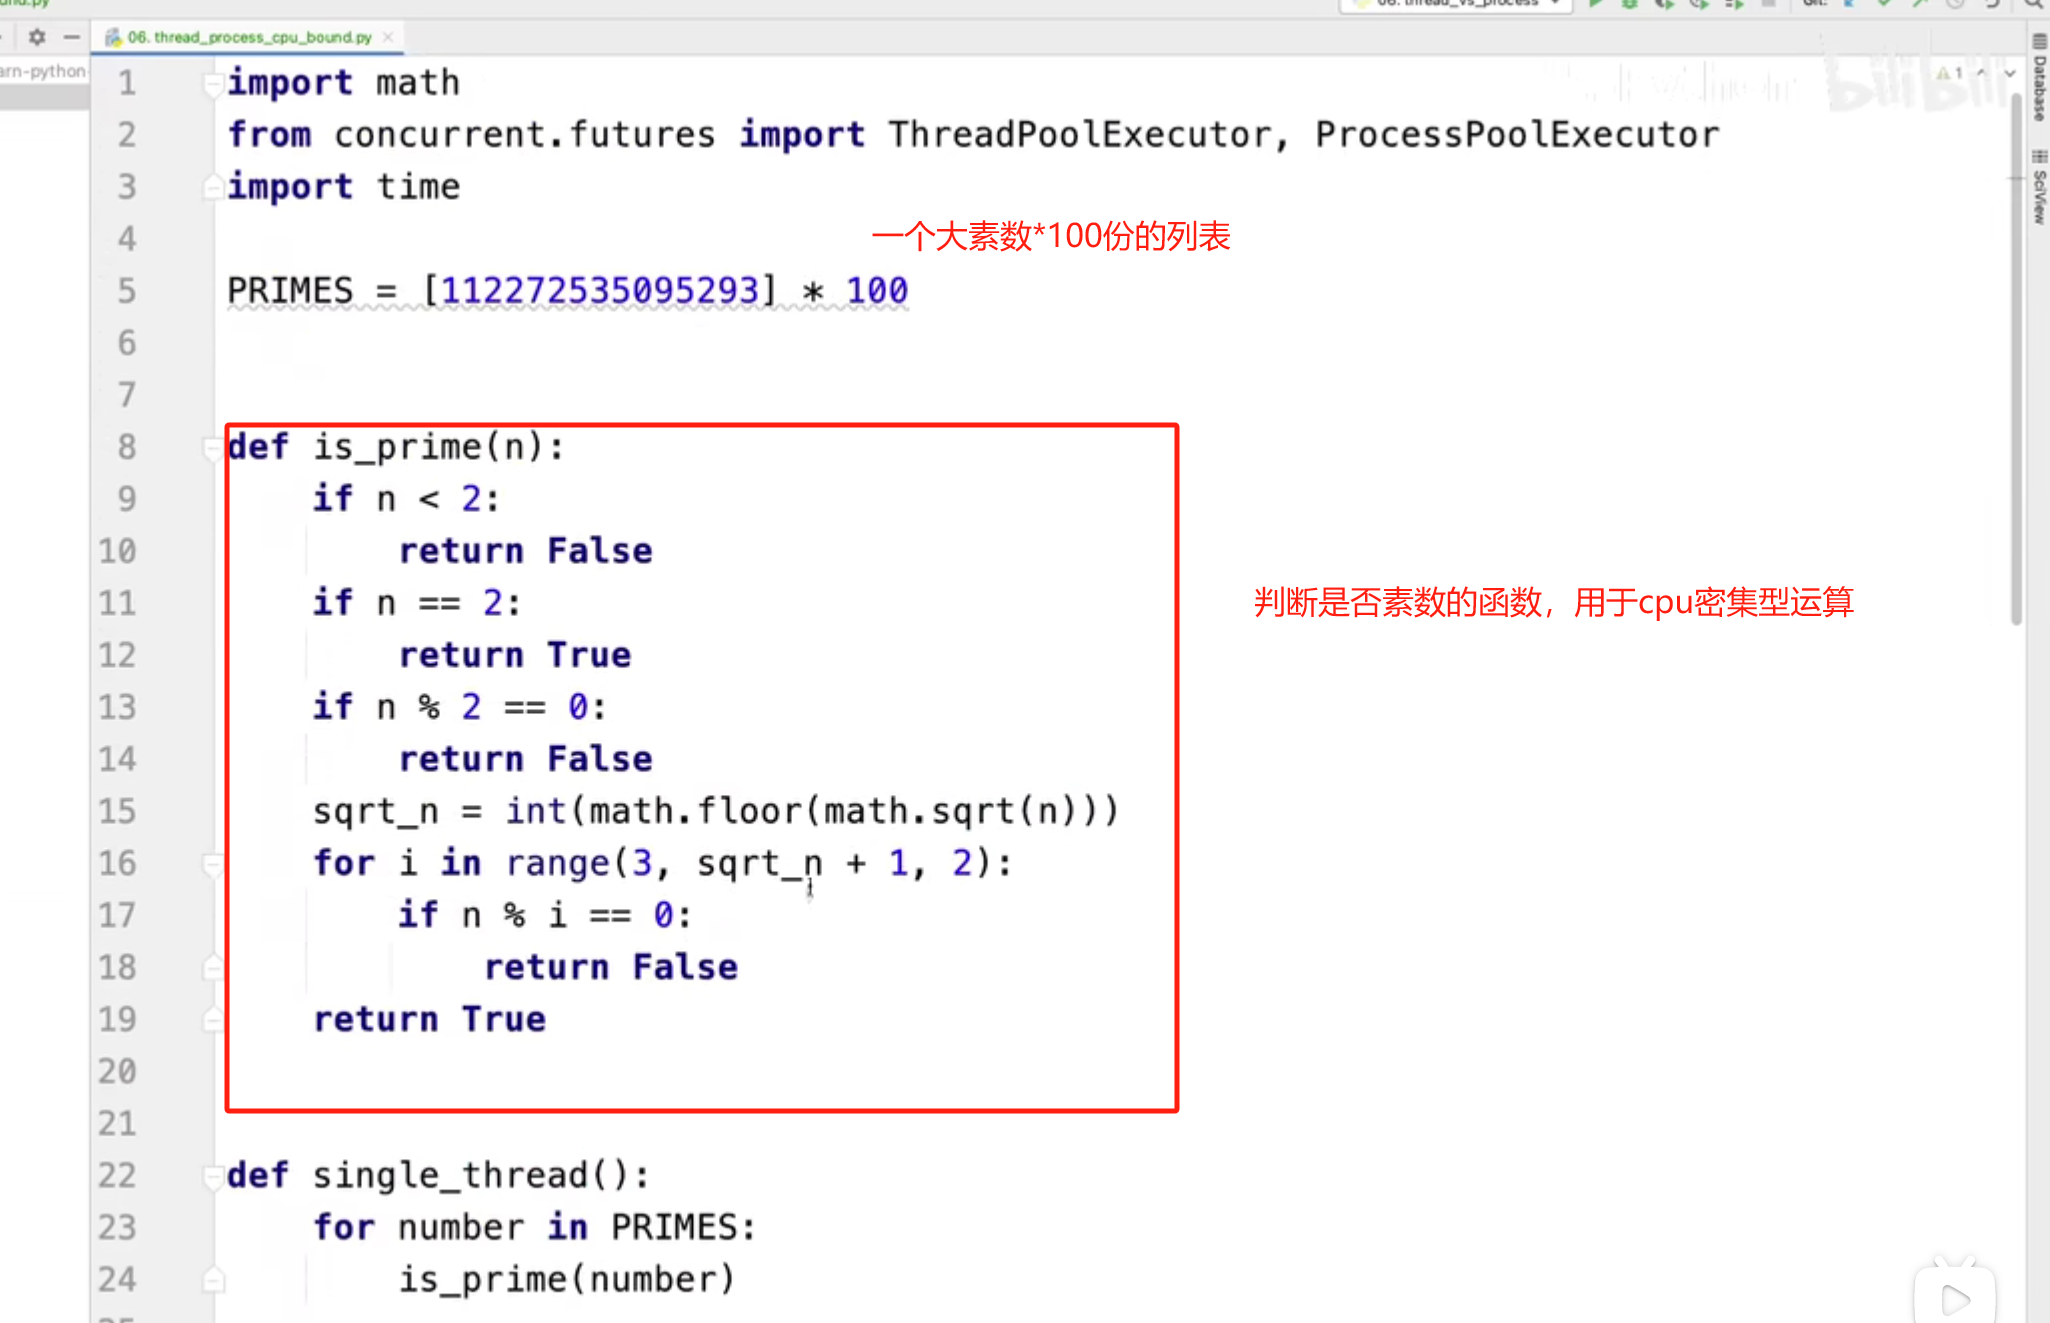 06. thread_process_cpu_bound.py
arn-python-
import math
from concurrent.futures import ThreadPoolExecutor, ProcessPoolExecutor
import time
一个大素数*100份的列表
PRIMES = [112272535095293] * 100
def is_prime(n):
if n < 2:
return False
if n == 2:
return True
判断是否素数的函数，用于cpu密集型运算
if n % 2 == 0:
return False
sqrt_n = int(math.floor(math.sqrt(n)))
for i in range(3, sqrt_n + 1, 2):
if n % i == 0:
return False
return True
def single_thread():
for number in PRIMES:
is_prime(number)
1
2
3
4
5
6
7
8
9
10
11
12
13
14
15
16
17
18
19
20
21
22
23
24
Database
SciView
bilibili
1